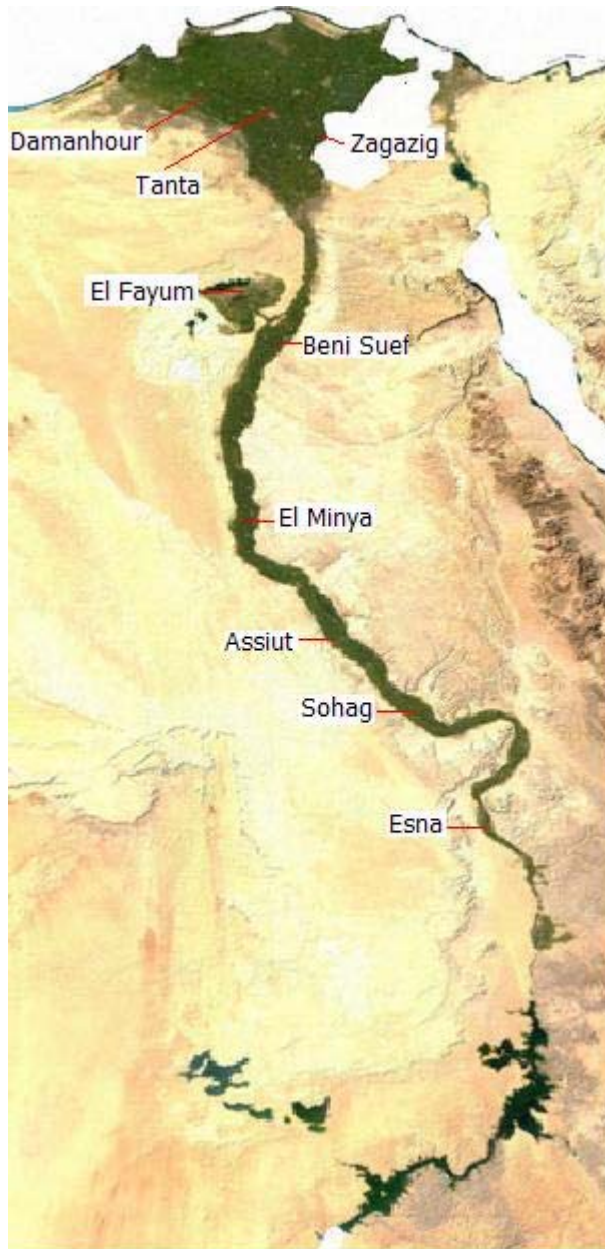 Damanhour
Zagazig
Tanta
El Fayum
Beni Suef
El Minya
Assiut
Sohag
Esna